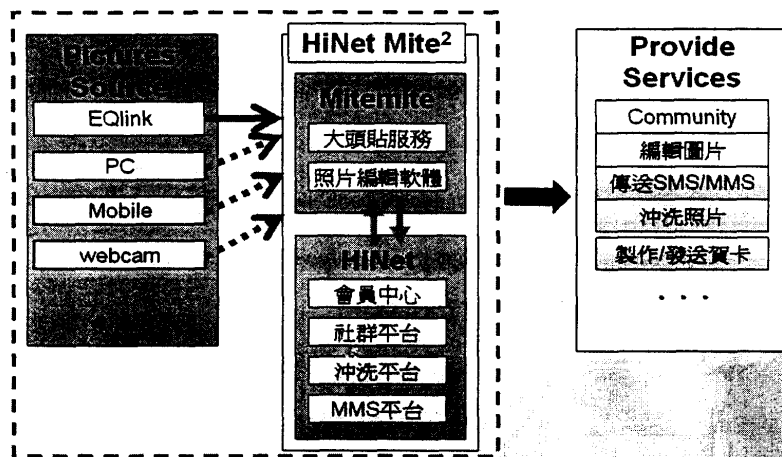 Pictures
Source
EQlink
PC
Mobile
webcam
HiNet Mite²
Mitemite
大頭貼服務
照片編輯軟體
HiNet
會員中心
社群平台
沖洗平台
MMS平台
Provide
Services
Community
編輯圖片
傳送SMS/MMS
沖洗照片
製作/發送賀卡
. . .